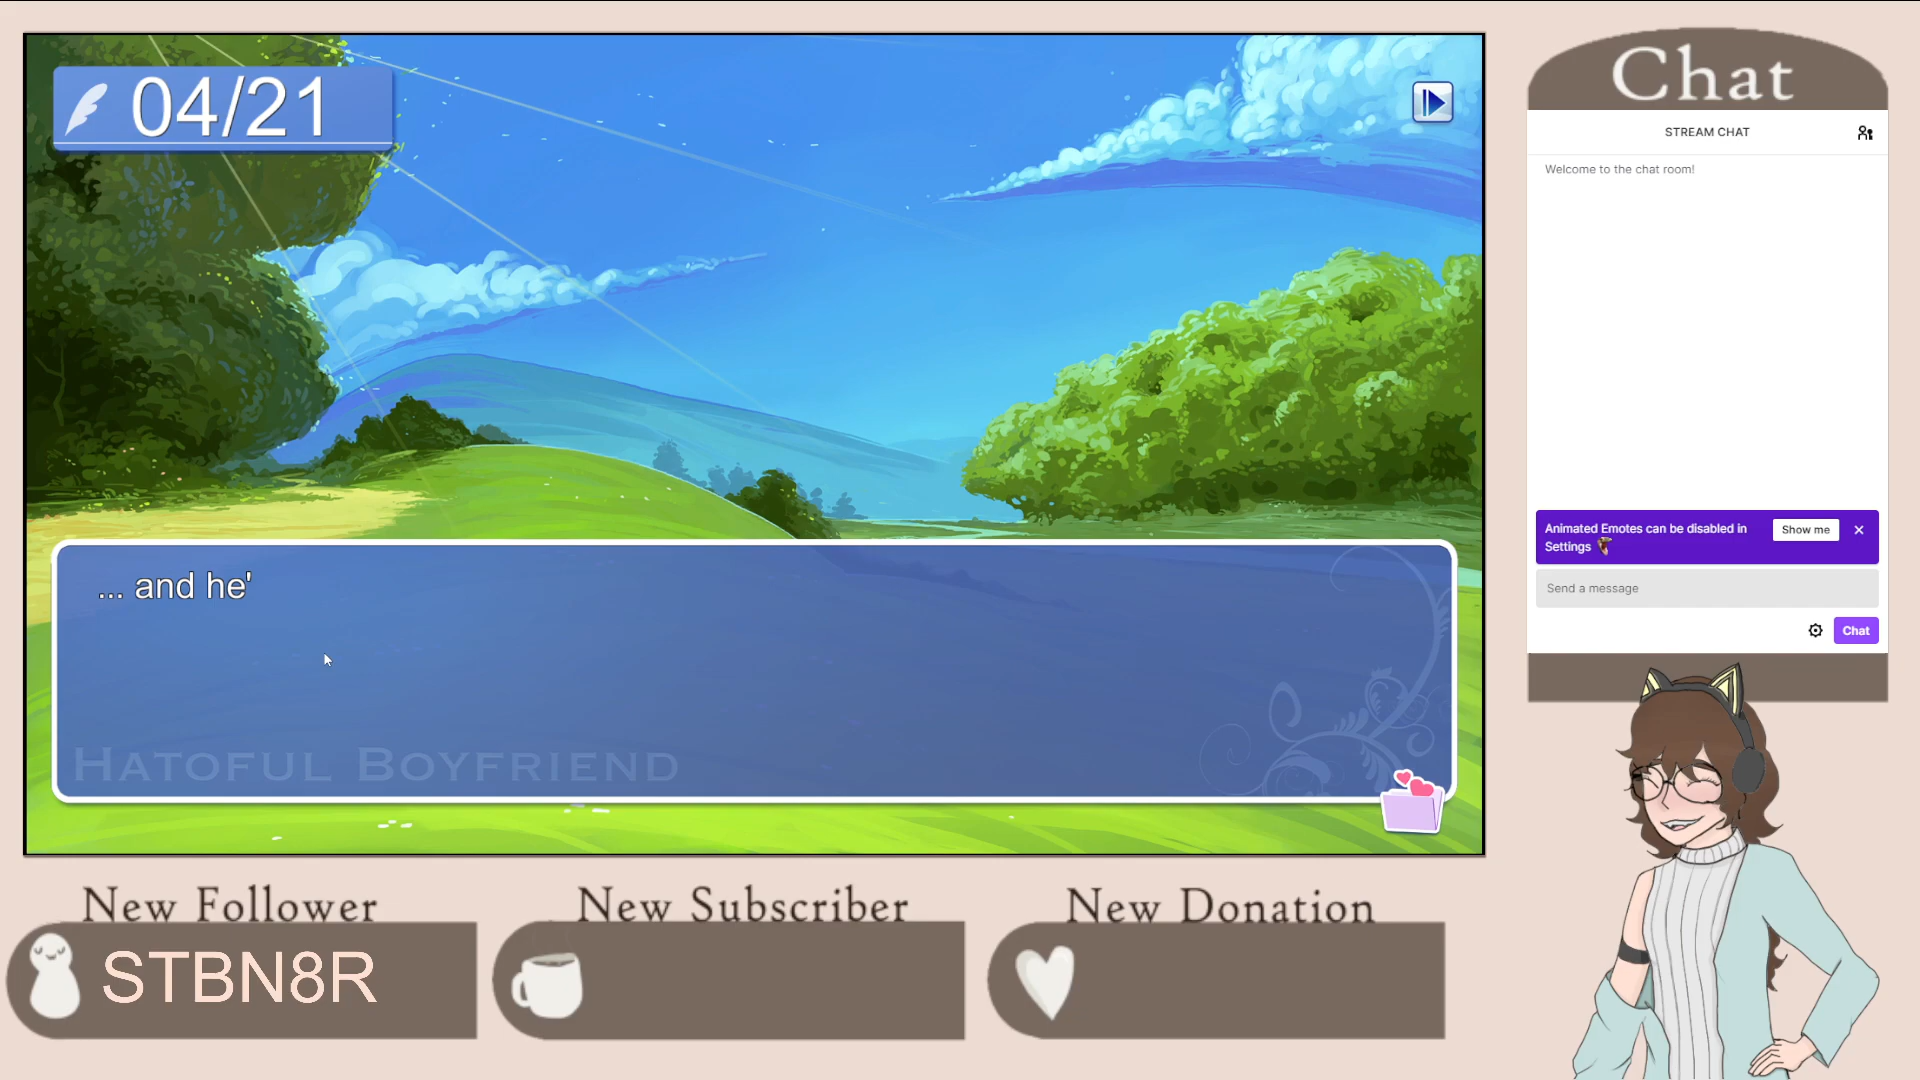 04/21
... and he'
HATOFUL BOYFRIEND
Chat
STREAM CHAT
Welcome to the chat room!
Animated Emotes can be disabled in
Settings
Show me
Send a message
Chat
New Follower
STBN8R
New Subscriber
New Donation